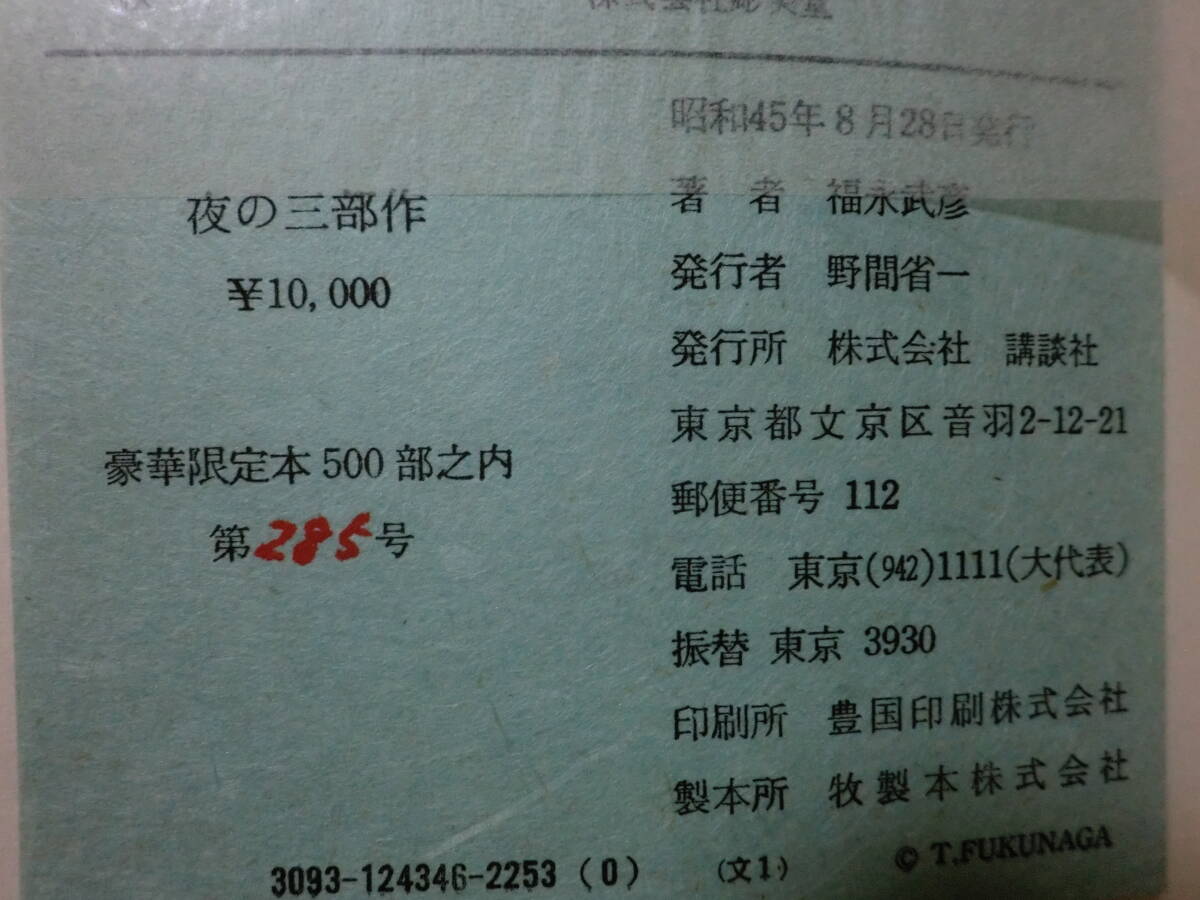 昭和45年8月28日発行
夜の三部作
¥10,000
豪華限定本500部之内
第285号
著 者 福永武彦
発行者 野間省一
発行所 株式会社 講談社
東京都文京区音羽2-12-21
郵便番号 112
電話 東京(942)1111(大代表)
振替 東京 3930
印刷所 豊国印刷株式会社
製本所 牧製本株式会社
© T.FUKUNAGA
3093-124346-2253 (0) (文1)